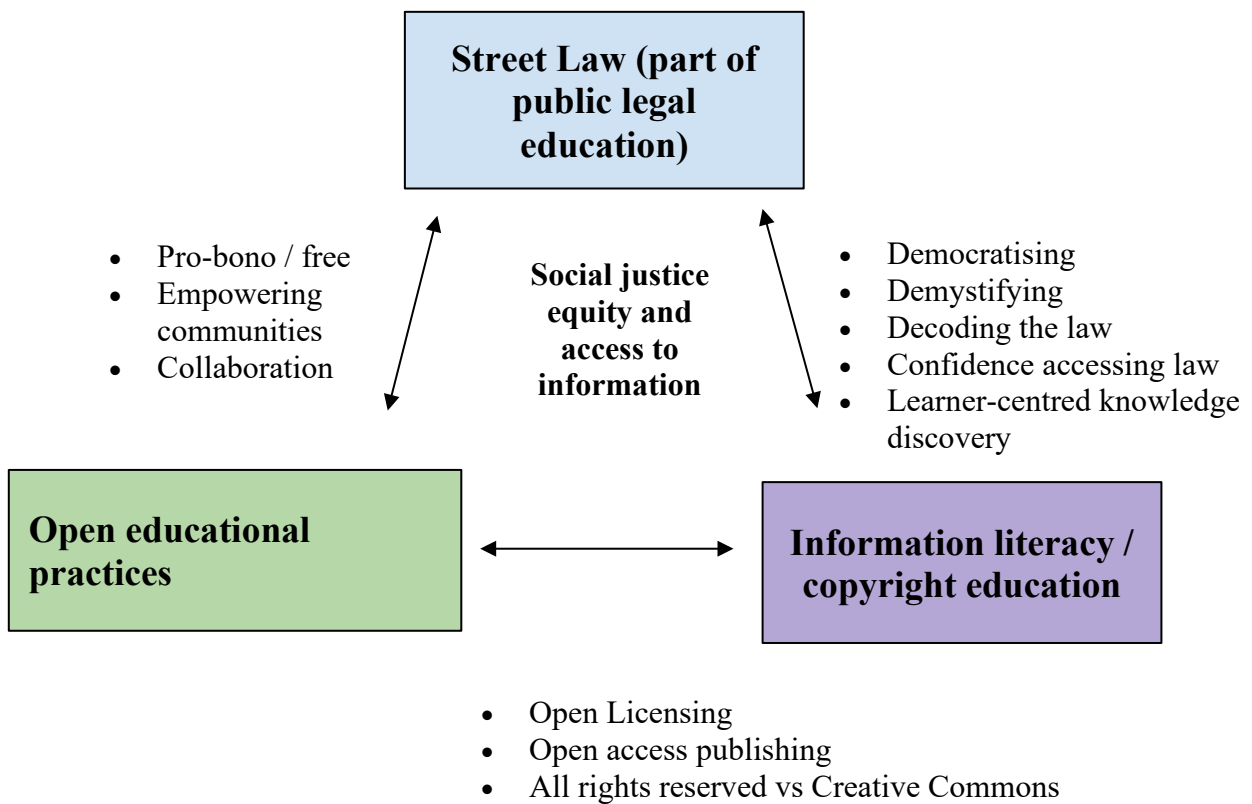 Street Law (part of
public legal
education)
• Pro-bono / free
• Empowering
communities
• Collaboration
Social justice
equity and
access to
information
• Democratising
• Demystifying
• Decoding the law
• Confidence accessing law
• Learner-centred knowledge
discovery
Open educational
practices
Information literacy /
copyright education
• Open Licensing
• Open access publishing
• All rights reserved vs Creative Commons